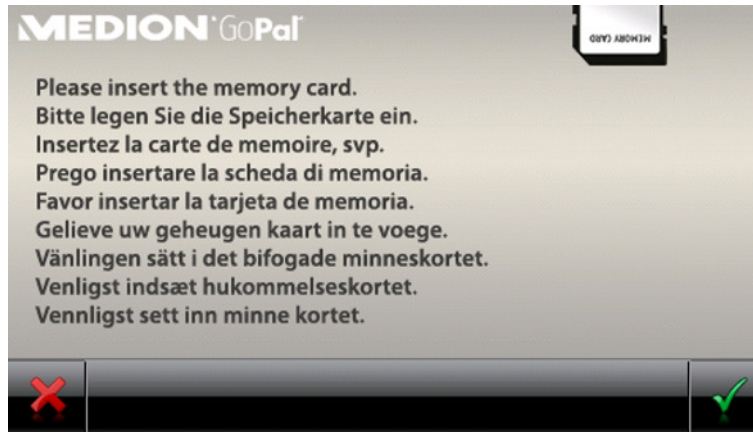 MEDION GoPal
MEMORY CARD
Please insert the memory card.
Bitte legen Sie die Speicherkarte ein.
Insertez la carte de memoire, svp.
Prego insertare la scheda di memoria.
Favor insertar la tarjeta de memoria.
Gelieve uw geheugen kaart in te voege.
Vänlingen sätt i det bifogade minneskortet.
Venligst indsæt hukommelseskortet.
Vennligst sett inn minne kortet.